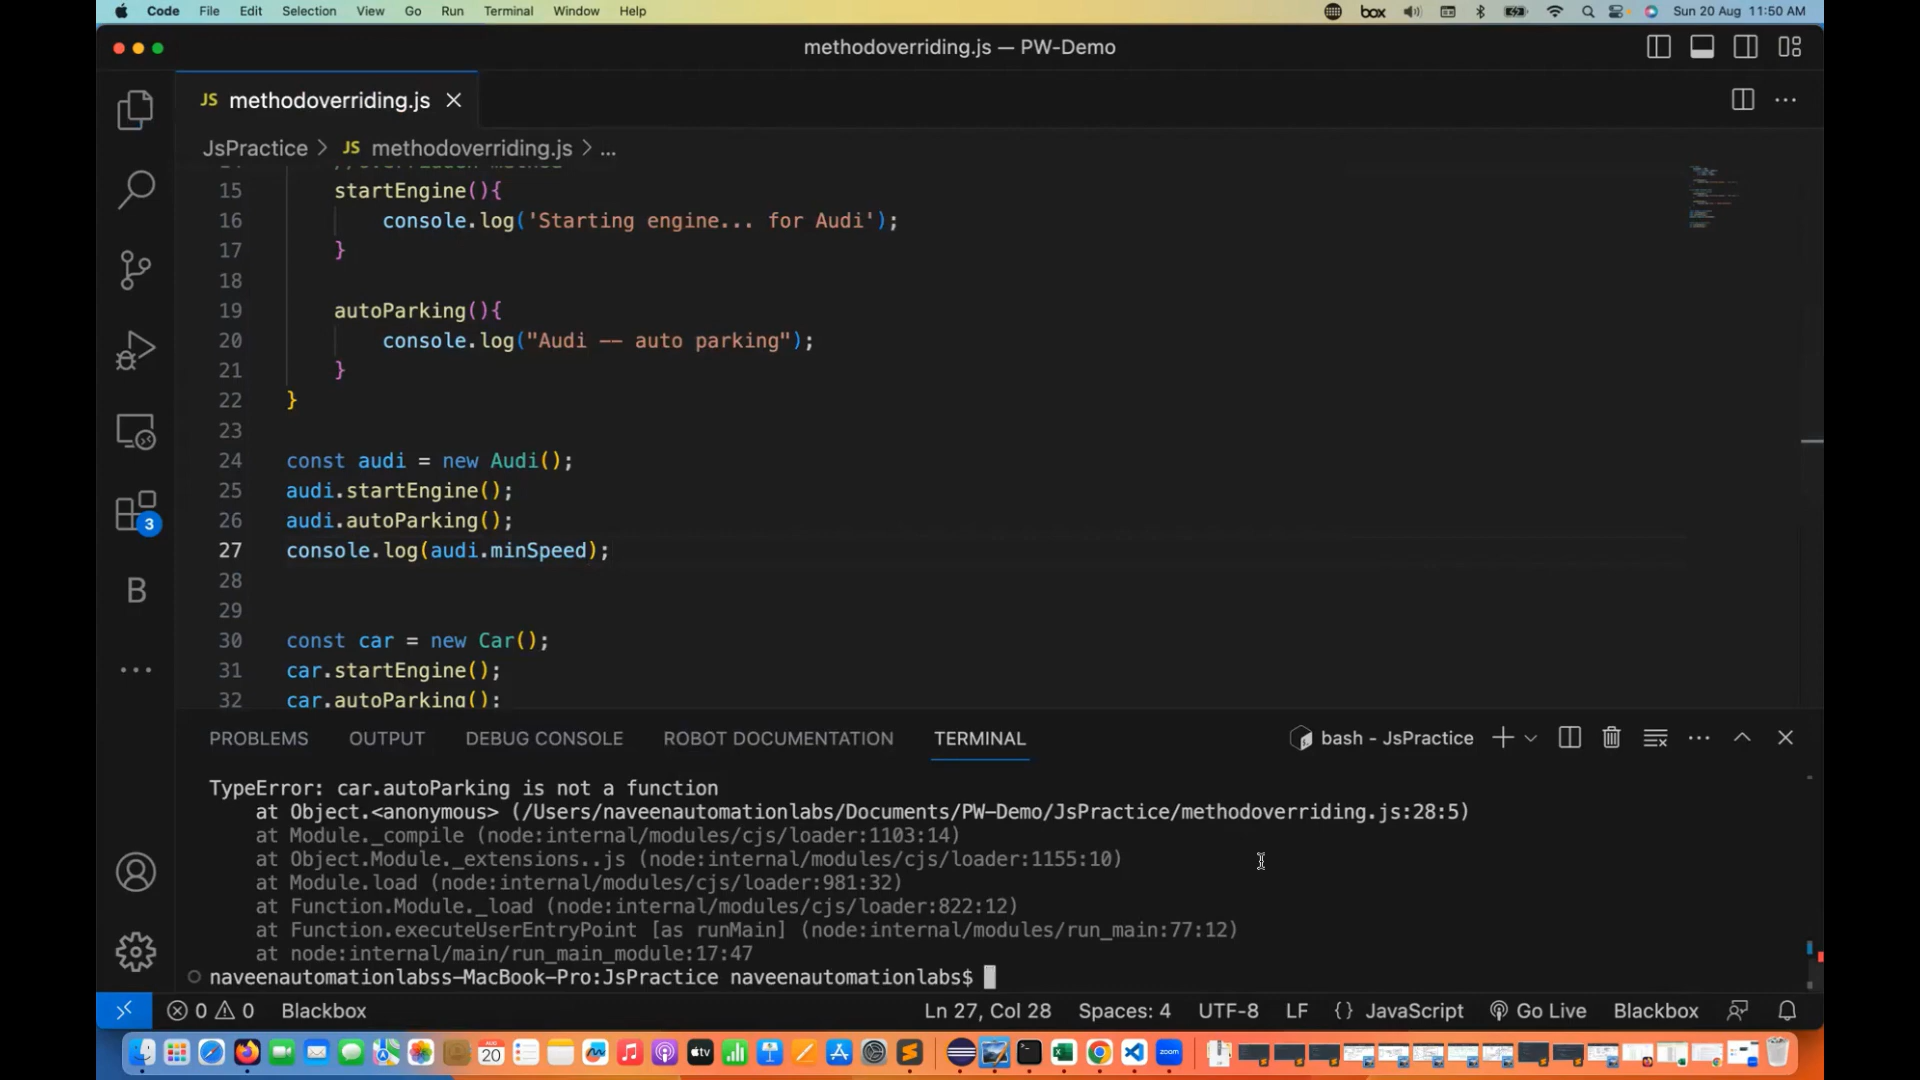 Code File Edit Selection View Go Run Terminal Window Help box Sun 20 Aug 11:50 AM
methodoverriding.js — PW-Demo
JS methodoverriding.js
JsPractice > JS methodoverriding.js > ...
15 startEngine(){
16 console.log('Starting engine... for Audi');
17 }
18
19 autoParking(){
20 console.log("Audi -- auto parking");
21 }
22 }
23
24 const audi = new Audi();
25 audi.startEngine();
26 audi.autoParking();
27 console.log(audi.minSpeed);
28
29
30 const car = new Car();
31 car.startEngine();
32 car.autoParking();
3
B
PROBLEMS OUTPUT DEBUG CONSOLE ROBOT DOCUMENTATION TERMINAL bash - JsPractice
TypeError: car.autoParking is not a function
at Object.<anonymous> (/Users/naveenautomationlabs/Documents/PW-Demo/JsPractice/methodoverriding.js:28:5)
at Module._compile (node:internal/modules/cjs/loader:1103:14)
at Object.Module._extensions..js (node:internal/modules/cjs/loader:1155:10)
at Module.load (node:internal/modules/cjs/loader:981:32)
at Function.Module._load (node:internal/modules/cjs/loader:822:12)
at Function.executeUserEntryPoint [as runMain] (node:internal/modules/run_main:77:12)
at node:internal/main/run_main_module:17:47
naveenautomationlabss-MacBook-Pro:JsPractice naveenautomationlabs$
0 0 Blackbox Ln 27, Col 28 Spaces: 4 UTF-8 LF {} JavaScript Go Live Blackbox
20 tv zoom